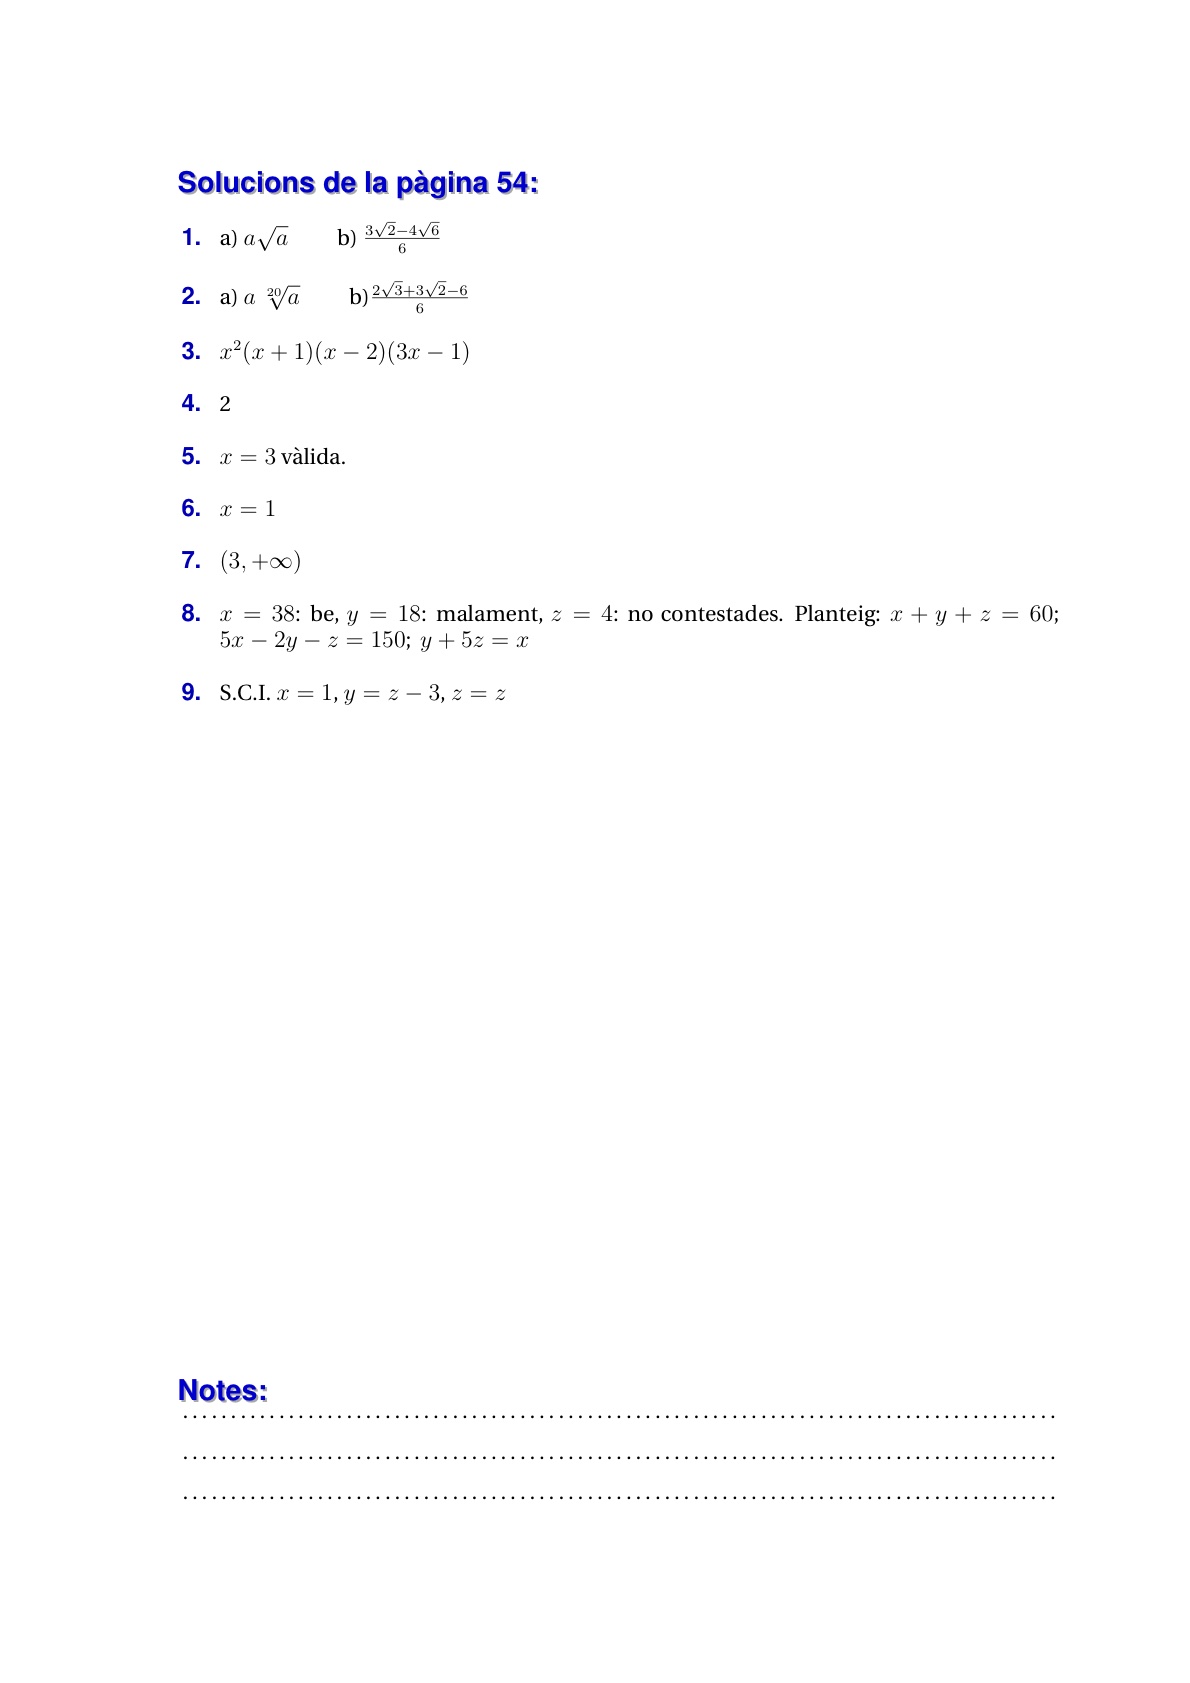 Solucions de la pàgina 54:
1. a) $a\sqrt{a}$ b) $\frac{3\sqrt{2}-4\sqrt{6}}{6}$
2. a) $a\sqrt[20]{a}$ b)$\frac{2\sqrt{3}+3\sqrt{2}-6}{6}$
3. $x^2(x+1)(x-2)(3x-1)$
4. 2
5. $x = 3$ vàlida.
6. $x = 1$
7. $(3, +\infty)$
8. $x = 38$: be, $y = 18$: malament, $z = 4$: no contestades. Planteig: $x + y + z = 60$;
$5x - 2y - z = 150$; $y + 5z = x$
9. S.C.I. $x = 1$, $y = z - 3$, $z = z$
Notes: